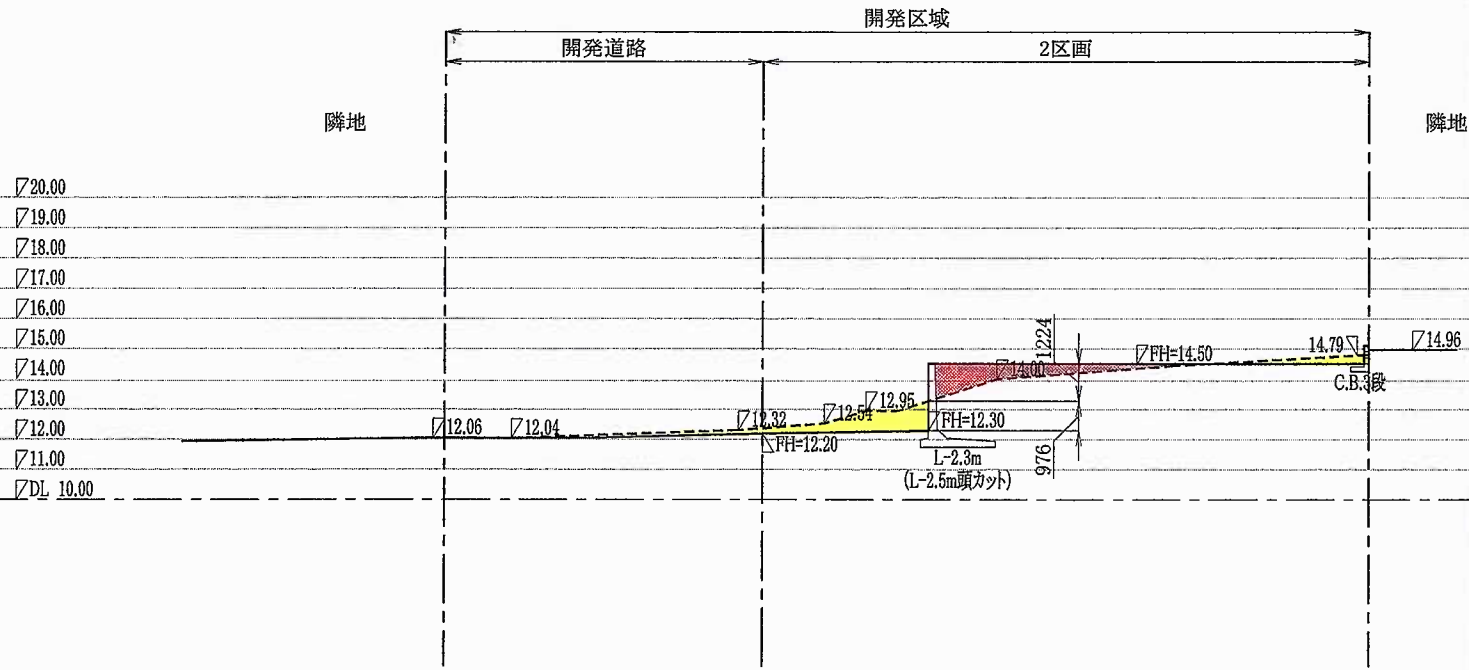 開発区域
開発道路
2区画
隣地
隣地
▽20.00
▽19.00
▽18.00
▽17.00
▽16.00
▽15.00
▽14.00
▽13.00
▽12.00
▽11.00
▽DL 10.00
▽12.06
▽12.04
▽12.32
▽FH=12.20
▽12.54
▽12.95
▽FH=12.30
▽14.00
1224
976
▽FH=14.50
14.79▽
▽14.96
C.B.3段
L-2.3m
(L-2.5m頭カット)